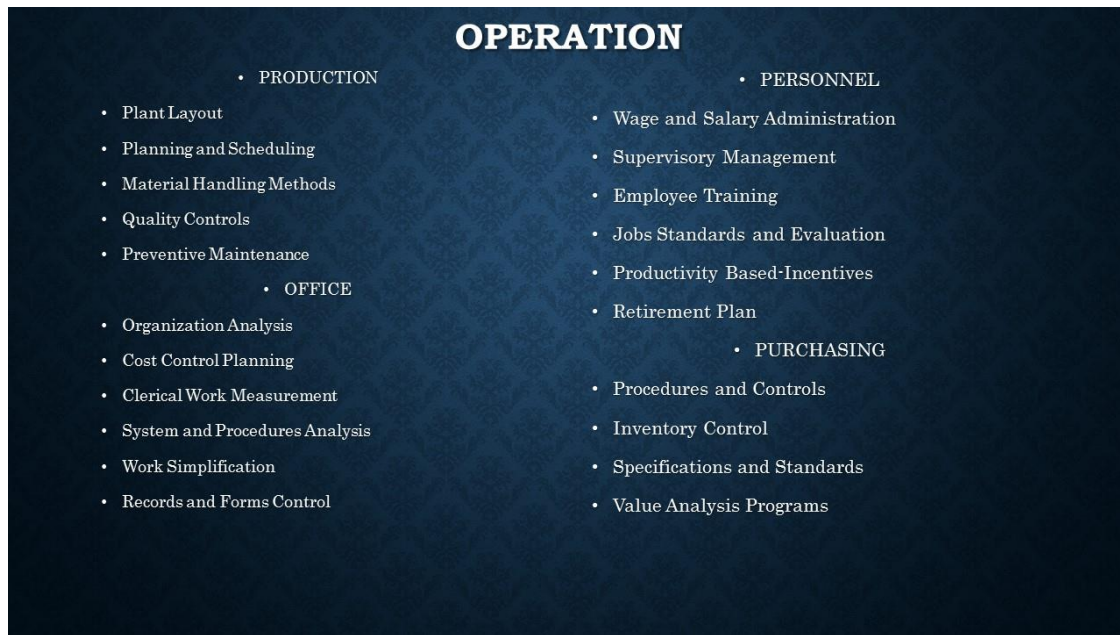 OPERATION
• PRODUCTION
• Plant Layout
• Planning and Scheduling
• Material Handling Methods
• Quality Controls
• Preventive Maintenance
• OFFICE
• Organization Analysis
• Cost Control Planning
• Clerical Work Measurement
• System and Procedures Analysis
• Work Simplification
• Records and Forms Control
• PERSONNEL
• Wage and Salary Administration
• Supervisory Management
• Employee Training
• Jobs Standards and Evaluation
• Productivity Based-Incentives
• Retirement Plan
• PURCHASING
• Procedures and Controls
• Inventory Control
• Specifications and Standards
• Value Analysis Programs